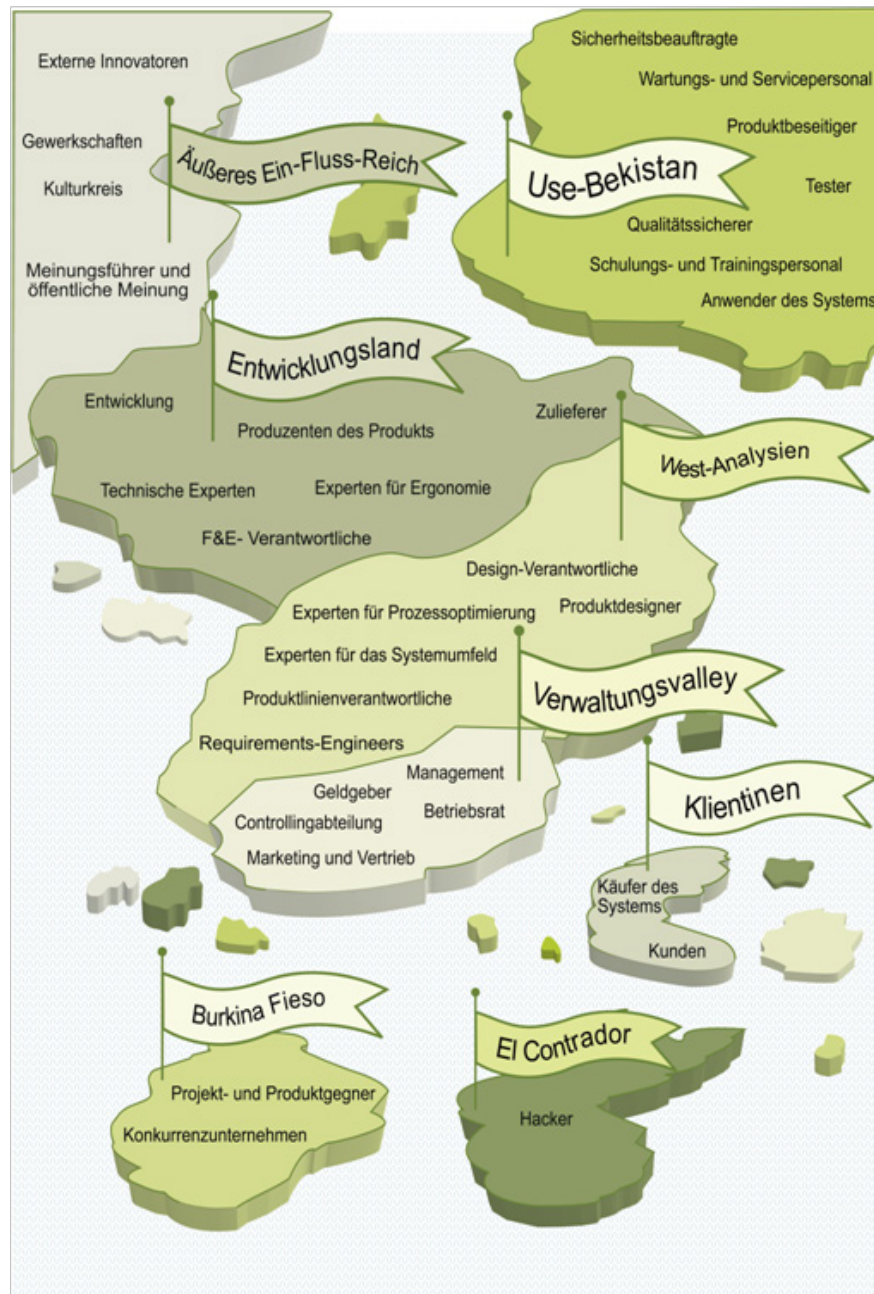 Externe Innovatoren
Gewerkschaften
Äußeres Ein-Fluss-Reich
Kulturkreis
Meinungsführer und
öffentliche Meinung
Sicherheitsbeauftragte
Wartungs- und Servicepersonal
Produktbeseitiger
Use-Bekistan
Tester
Qualitätssicherer
Schulungs- und Trainingspersonal
Anwender des Systems
Entwicklungsland
Entwicklung
Produzenten des Produkts
Zulieferer
Technische Experten
Experten für Ergonomie
F&E- Verantwortliche
West-Analysien
Design-Verantwortliche
Produktdesigner
Experten für Prozessoptimierung
Experten für das Systemumfeld
Produktlinienverantwortliche
Requirements-Engineers
Verwaltungsvalley
Management
Geldgeber
Betriebsrat
Controllingabteilung
Marketing und Vertrieb
Klientinen
Käufer des
Systems
Kunden
Burkina Fieso
Projekt- und Produktgegner
Konkurrenzunternehmen
El Contrador
Hacker